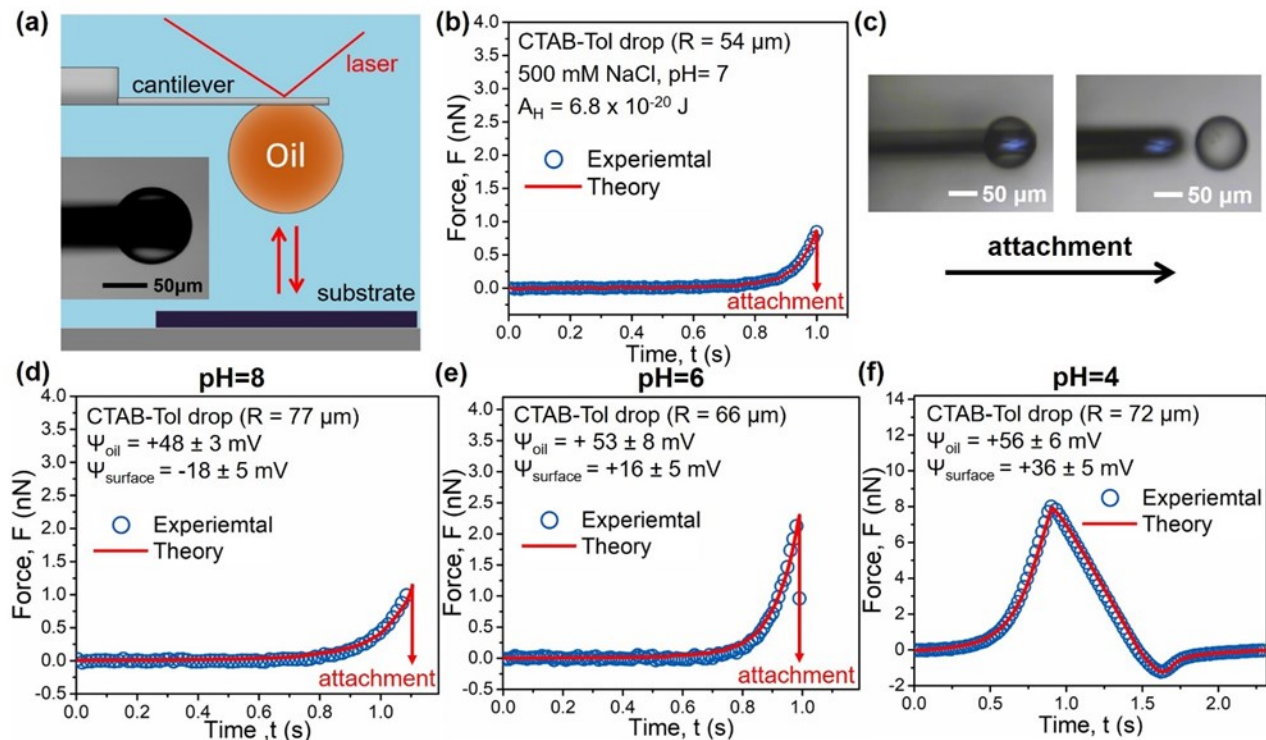 (a)
laser
cantilever
Oil
50μm
substrate
(b)
4.0
3.5
3.0
2.5
2.0
1.5
1.0
0.5
0.0
Force, F (nN)
CTAB-Tol drop (R = 54 μm)
500 mM NaCl, pH= 7
A_H = 6.8 x 10^-20 J
Experiemtal
Theory
attachment
0.0 0.2 0.4 0.6 0.8 1.0
Time, t (s)
(c)
50 μm
50 μm
attachment
(d)
pH=8
4.0
3.5
3.0
2.5
2.0
1.5
1.0
0.5
0.0
-0.5
Force, F (nN)
CTAB-Tol drop (R = 77 μm)
Ψ_oil = +48 ± 3 mV
Ψ_surface = -18 ± 5 mV
Experiemtal
Theory
attachment
0.0 0.2 0.4 0.6 0.8 1.0
Time ,t (s)
(e)
pH=6
4.0
3.5
3.0
2.5
2.0
1.5
1.0
0.5
0.0
-0.5
Force, F (nN)
CTAB-Tol drop (R = 66 μm)
Ψ_oil = + 53 ± 8 mV
Ψ_surface = +16 ± 5 mV
Experiemtal
Theory
attachment
0.0 0.2 0.4 0.6 0.8 1.0
Time, t (s)
(f)
pH=4
14
12
10
8
6
4
2
0
-2
Force, F (nN)
CTAB-Tol drop (R = 72 μm)
Ψ_oil = +56 ± 6 mV
Ψ_surface = +36 ± 5 mV
Experiemtal
Theory
0.0 0.5 1.0 1.5 2.0
Time, t (s)